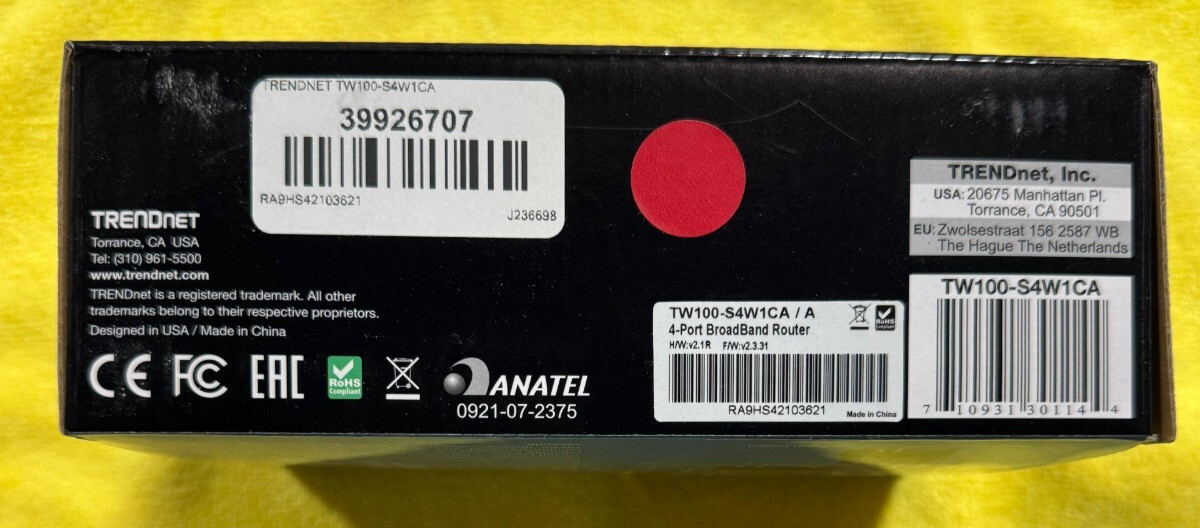 TRENDNET TW100-S4W1CA
39926707
RA9HS42103621
J236698
TRENDNET
Torrance, CA USA
Tel: (310) 961-5500
www.trendnet.com
TRENDnet is a registered trademark. All other
trademarks belong to their respective proprietors.
Designed in USA / Made in China
CE FC EAC
RoHS
Compliant
ANATEL
0921-07-2375
TW100-S4W1CA / A
4-Port BroadBand Router
H/W:v2.1R F/W:v2.3.31
RoHS
Compliant
RA9HS42103621
Made in China
TRENDnet, Inc.
USA: 20675 Manhattan Pl.
Torrance, CA 90501
EU: Zwolsestraat 156 2587 WB
The Hague The Netherlands
TW100-S4W1CA
7 10931 30114 4